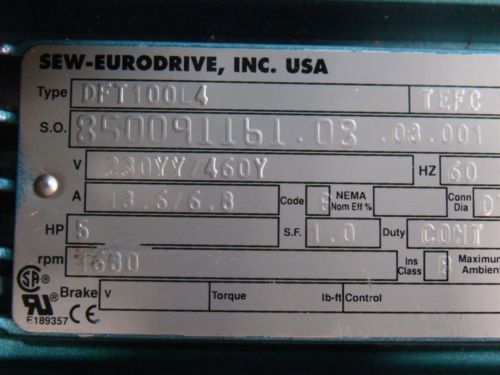 SEW-EURODRIVE, INC. USA
Type DFT100L4 TEFC
S.O. 850091161.03 .08.001
V 230YY/460Y HZ 60
A 13.6/6.8 Code NEMA Nom Eff % Conn Dia
HP 5 S.F. 1.0 Duty CONT
rpm 1680 Ins Class Maximum Ambient
Brake V Torque lb-ft Control
E189357 CE